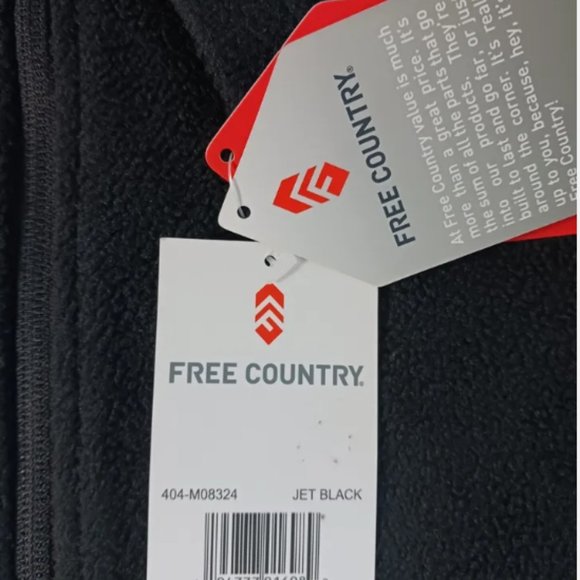 FREE COUNTRY®
At Free Country value is much
more than a great price. It's
the sum of all the parts that go
into our products. They're
built to last and go far, or just
around the corner. It's really
up to you, because, hey, it's a
Free Country!
FREE COUNTRY®
404-M08324 JET BLACK